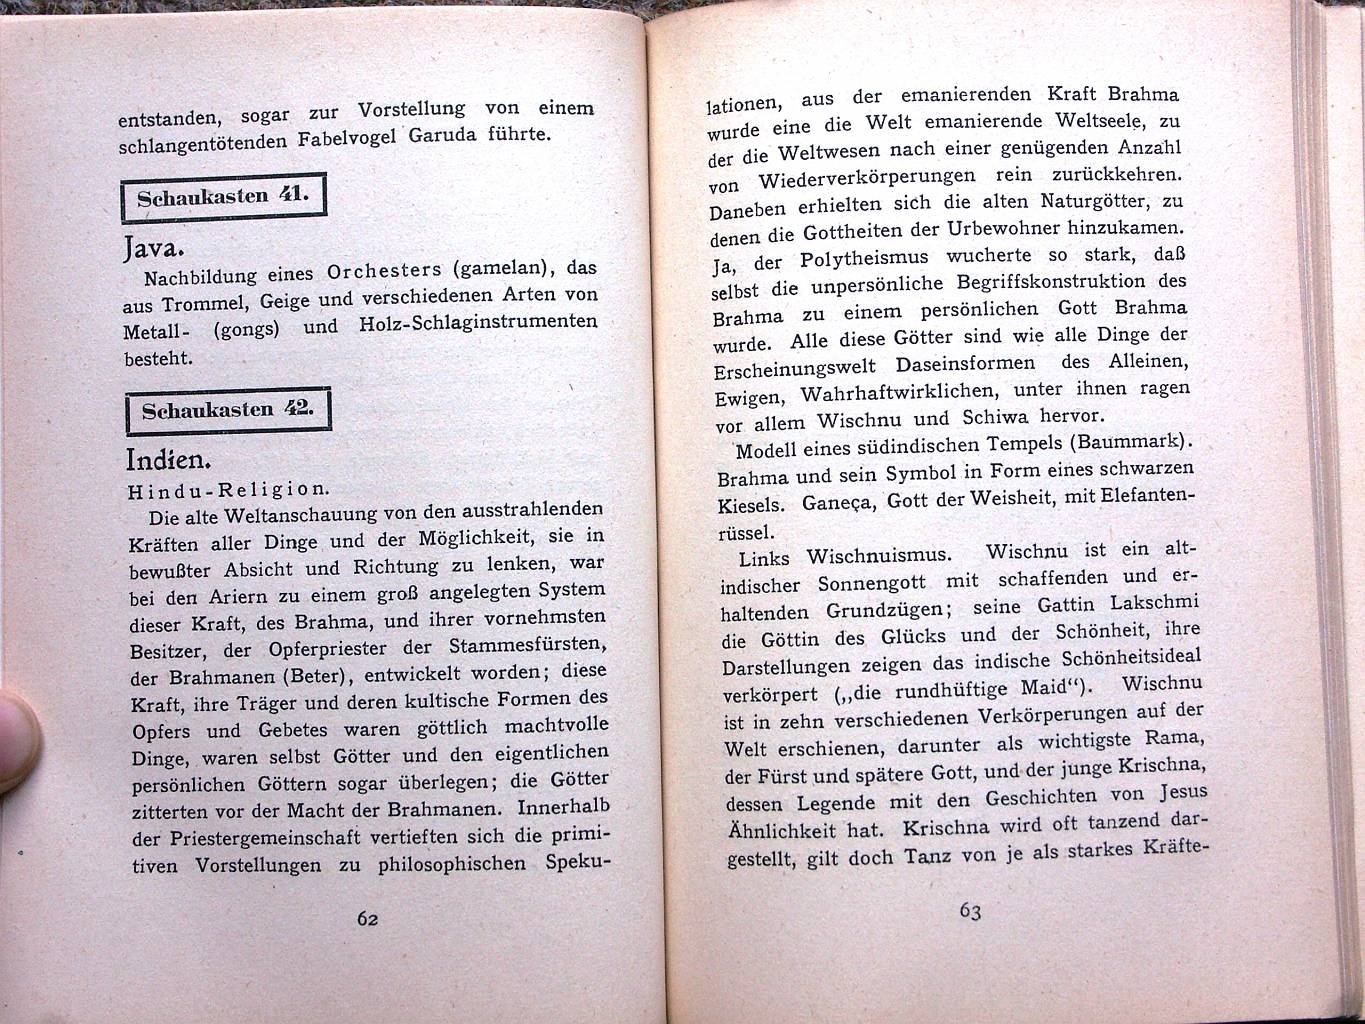 entstanden, sogar zur Vorstellung von einem
schlangentötenden Fabelvogel Garuda führte.
Schaukasten 41.
Java.
Nachbildung eines Orchesters (gamelan), das
aus Trommel, Geige und verschiedenen Arten von
Metall- (gongs) und Holz-Schlaginstrumenten
besteht.
Schaukasten 42.
Indien.
Hindu-Religion.
Die alte Weltanschauung von den ausstrahlenden
Kräften aller Dinge und der Möglichkeit, sie in
bewußter Absicht und Richtung zu lenken, war
bei den Ariern zu einem groß angelegten System
dieser Kraft, des Brahma, und ihrer vornehmsten
Besitzer, der Opferpriester der Stammesfürsten,
der Brahmanen (Beter), entwickelt worden; diese
Kraft, ihre Träger und deren kultische Formen des
Opfers und Gebetes waren göttlich machtvolle
Dinge, waren selbst Götter und den eigentlichen
persönlichen Göttern sogar überlegen; die Götter
zitterten vor der Macht der Brahmanen. Innerhalb
der Priestergemeinschaft vertieften sich die primi-
tiven Vorstellungen zu philosophischen Speku-
62
lationen, aus der emanierenden Kraft Brahma
wurde eine die Welt emanierende Weltseele, zu
der die Weltwesen nach einer genügenden Anzahl
von Wiederverkörperungen rein zurückkehren.
Daneben erhielten sich die alten Naturgötter, zu
denen die Gottheiten der Urbewohner hinzukamen.
Ja, der Polytheismus wucherte so stark, daß
selbst die unpersönliche Begriffskonstruktion des
Brahma zu einem persönlichen Gott Brahma
wurde. Alle diese Götter sind wie alle Dinge der
Erscheinungswelt Daseinsformen des Alleinen,
Ewigen, Wahrhaftwirklichen, unter ihnen ragen
vor allem Wischnu und Schiwa hervor.
Modell eines südindischen Tempels (Baummark).
Brahma und sein Symbol in Form eines schwarzen
Kiesels. Ganeça, Gott der Weisheit, mit Elefanten-
rüssel.
Links Wischnuismus. Wischnu ist ein alt-
indischer Sonnengott mit schaffenden und er-
haltenden Grundzügen; seine Gattin Lakschmi
die Göttin des Glücks und der Schönheit, ihre
Darstellungen zeigen das indische Schönheitsideal
verkörpert („die rundhüftige Maid“). Wischnu
ist in zehn verschiedenen Verkörperungen auf der
Welt erschienen, darunter als wichtigste Rama,
der Fürst und spätere Gott, und der junge Krischna,
dessen Legende mit den Geschichten von Jesus
Ähnlichkeit hat. Krischna wird oft tanzend dar-
gestellt, gilt doch Tanz von je als starkes Kräfte-
63